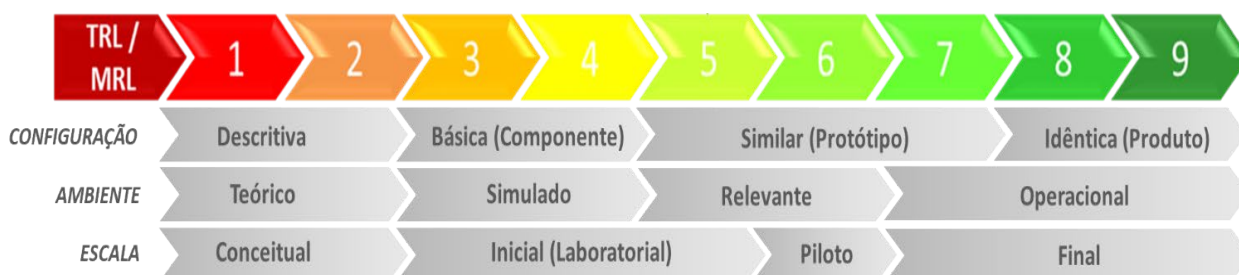 TRL / MRL 1 2 3 4 5 6 7 8 9
CONFIGURAÇÃO Descritiva Básica (Componente) Similar (Protótipo) Idêntica (Produto)
AMBIENTE Teórico Simulado Relevante Operacional
ESCALA Conceitual Inicial (Laboratorial) Piloto Final